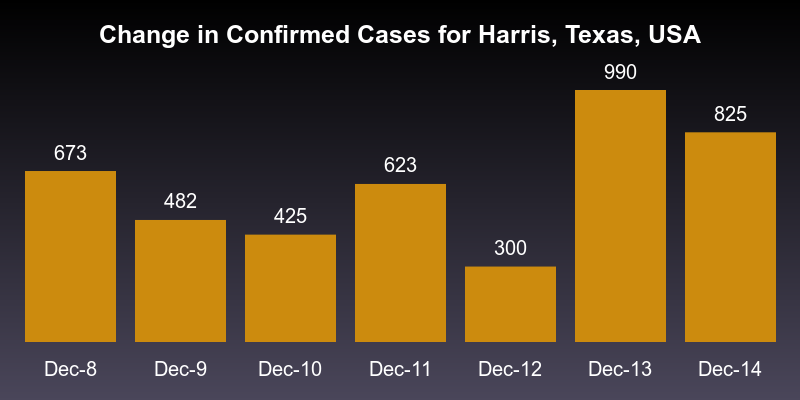 Change in Confirmed Cases for Harris, Texas, USA
673
482
425
623
300
990
825
Dec-8
Dec-9
Dec-10
Dec-11
Dec-12
Dec-13
Dec-14